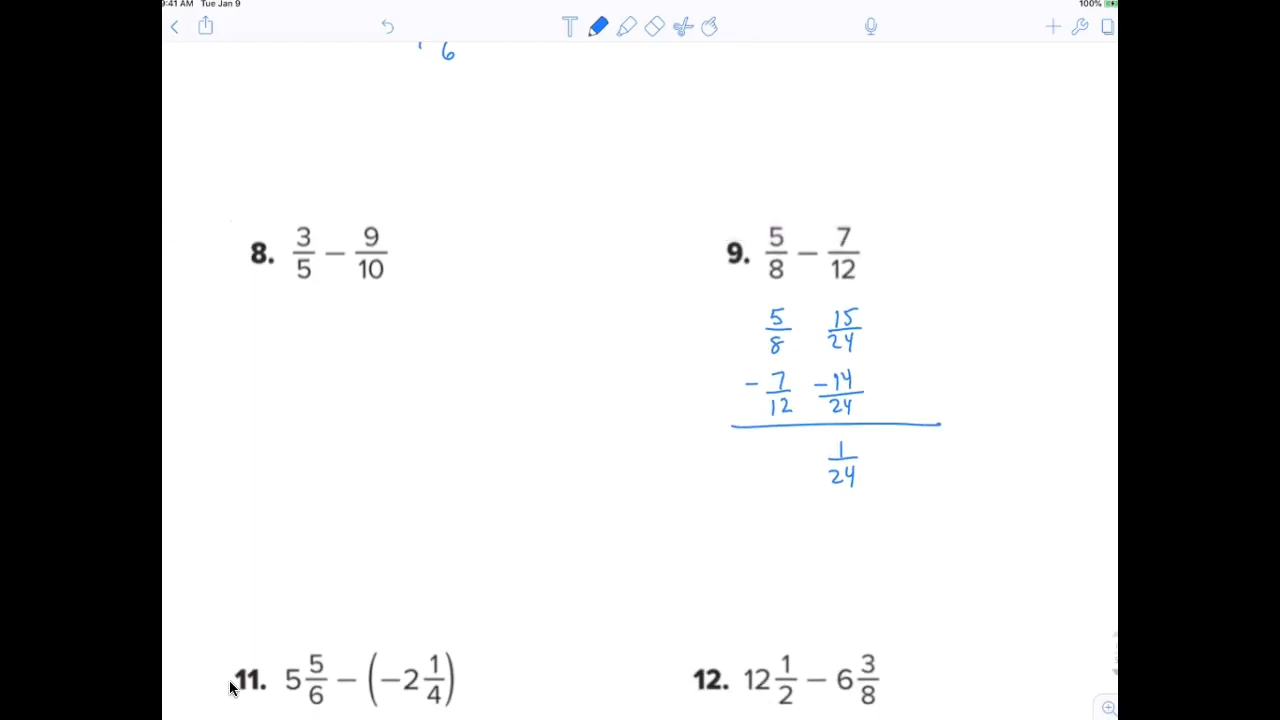 9:41 AM Tue Jan 9
100%
T
6
8. 3/5 − 9/10
9. 5/8 − 7/12
5/8 15/24
− 7/12 − 14/24
1/24
11. 5 5/6 − (−2 1/4)
12. 12 1/2 − 6 3/8